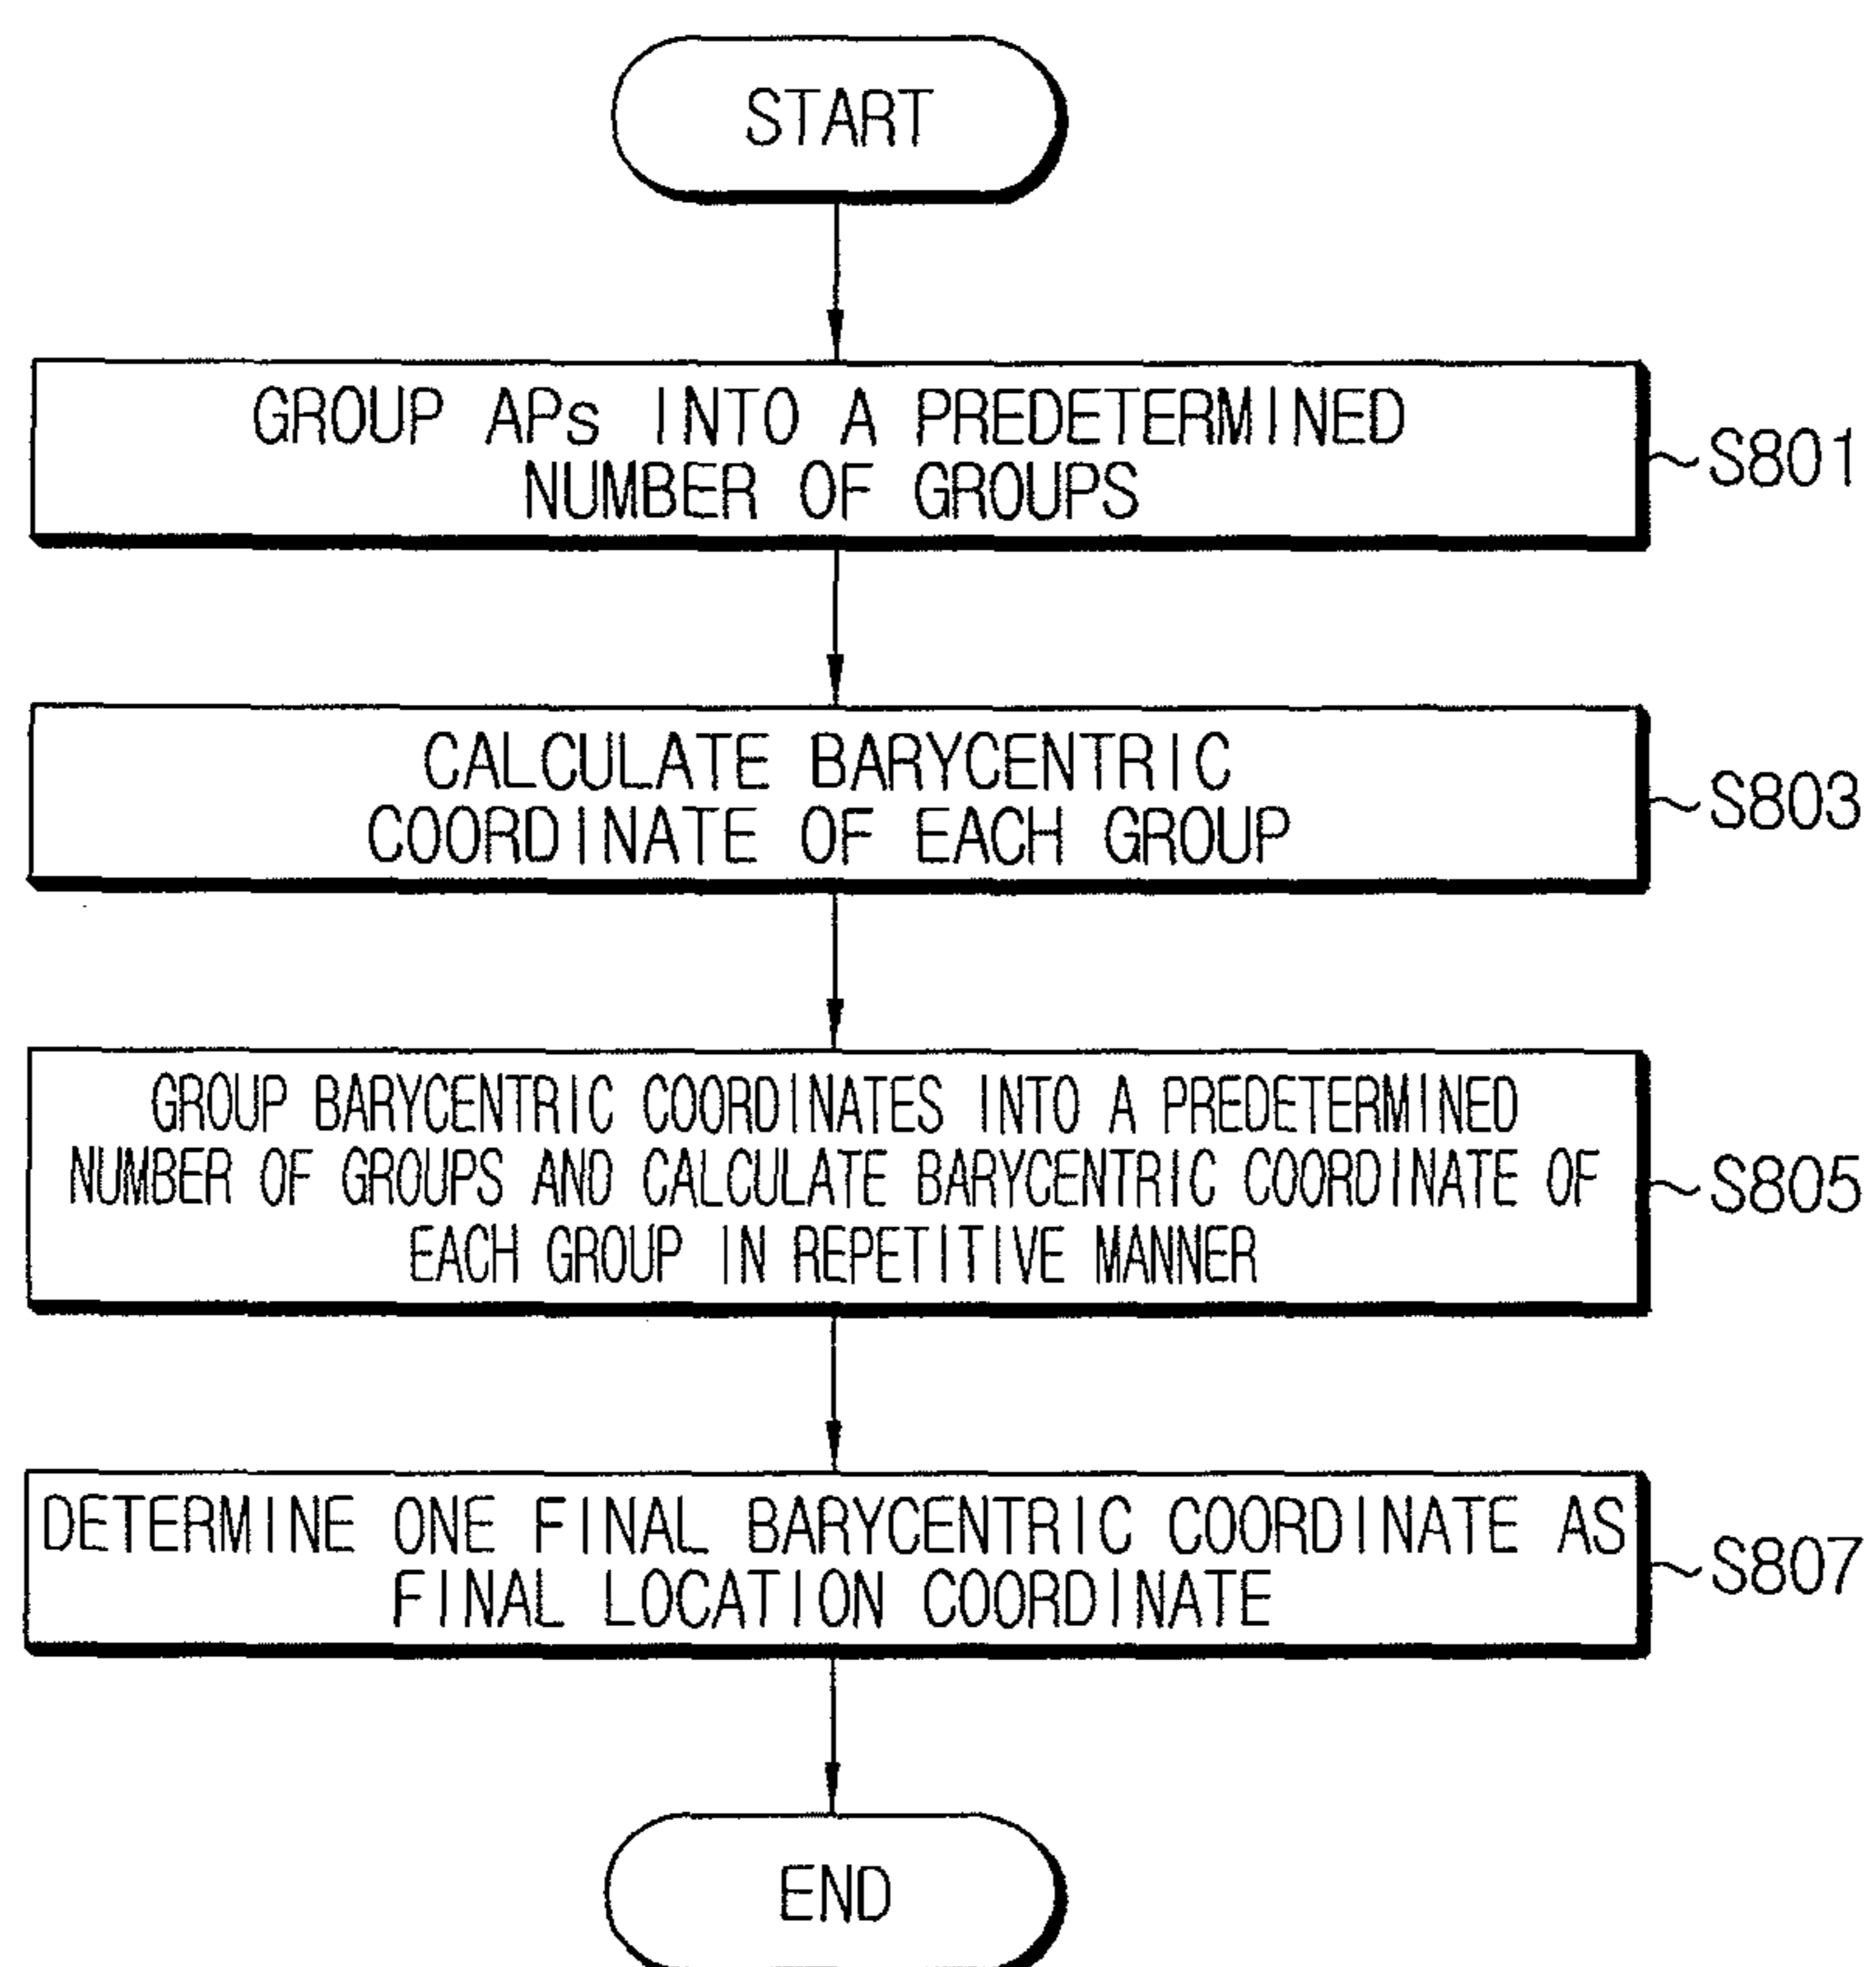 START
GROUP APs INTO A PREDETERMINED
NUMBER OF GROUPS
S801
CALCULATE BARYCENTRIC
COORDINATE OF EACH GROUP
S803
GROUP BARYCENTRIC COORDINATES INTO A PREDETERMINED
NUMBER OF GROUPS AND CALCULATE BARYCENTRIC COORDINATE OF
EACH GROUP IN REPETITIVE MANNER
S805
DETERMINE ONE FINAL BARYCENTRIC COORDINATE AS
FINAL LOCATION COORDINATE
S807
END